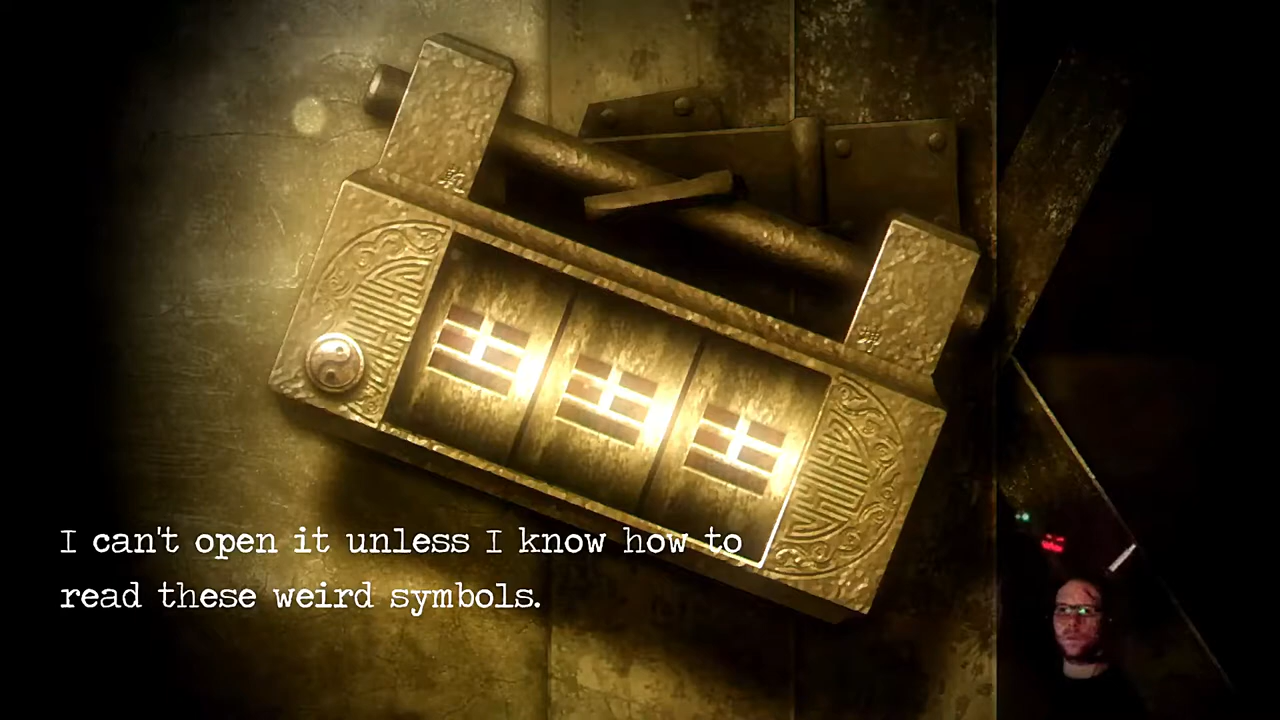 I can't open it unless I know how to
read these weird symbols.